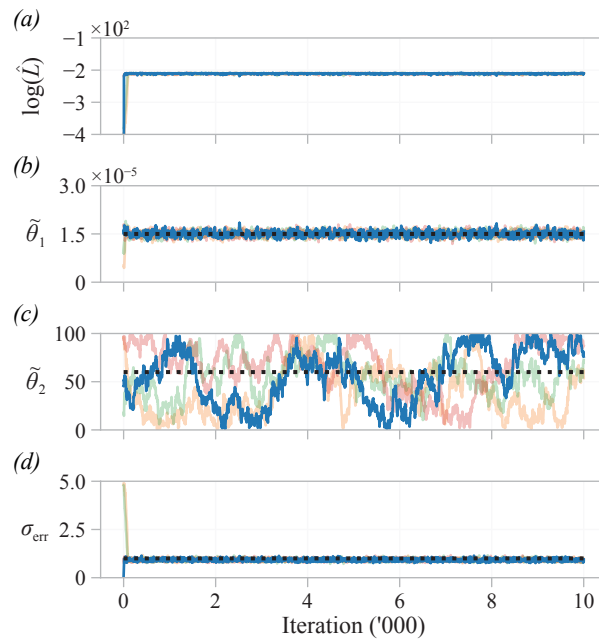 (a)
×10²
−1
−2
−3
−4
log(L̂)
(b)
×10⁻⁵
3.0
1.5
0
θ̃₁
(c)
100
50
0
θ̃₂
(d)
5.0
2.5
0
σ_err
0 2 4 6 8 10
Iteration ('000)